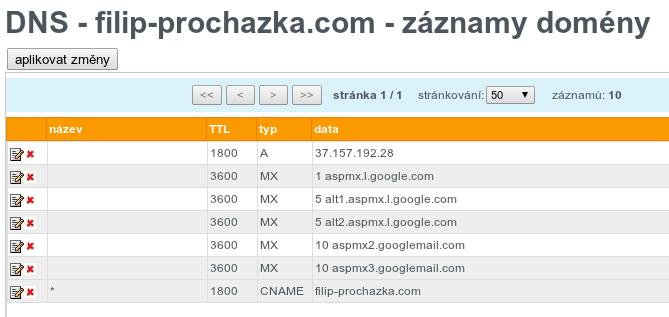 DNS - filip-prochazka.com - záznamy domény
aplikovat změny
<< < > >> stránka 1 / 1 stránkování: 50 záznamů: 10
název TTL typ data
1800 A 37.157.192.28
3600 MX 1 aspmx.l.google.com
3600 MX 5 alt1.aspmx.l.google.com
3600 MX 5 alt2.aspmx.l.google.com
3600 MX 10 aspmx2.googlemail.com
3600 MX 10 aspmx3.googlemail.com
* 1800 CNAME filip-prochazka.com